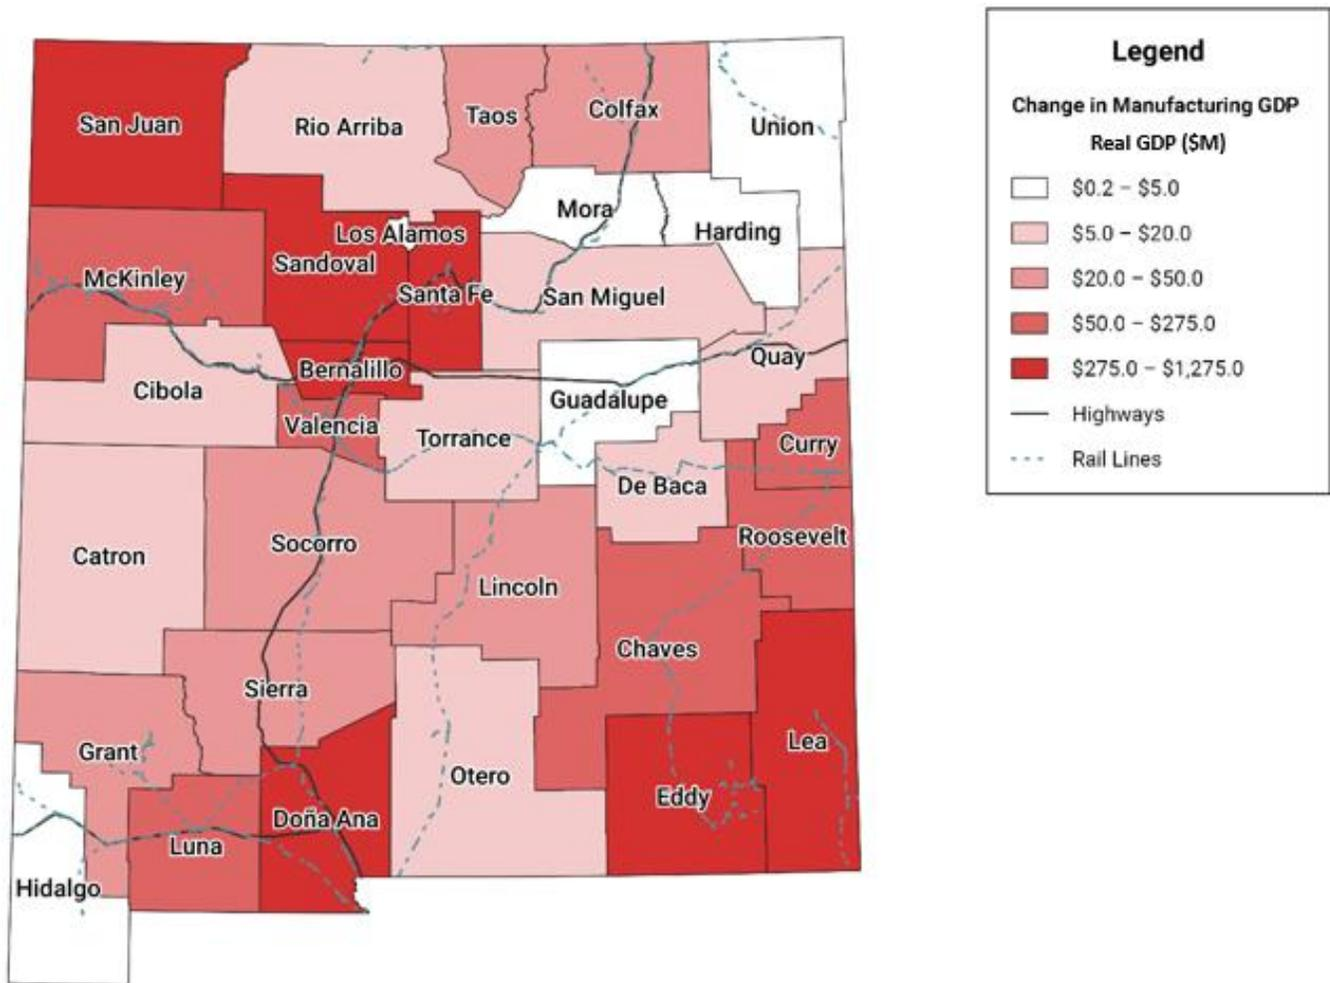 Legend
Change in Manufacturing GDP
Real GDP ($M)
$0.2 – $5.0
$5.0 – $20.0
$20.0 – $50.0
$50.0 – $275.0
$275.0 – $1,275.0
Highways
Rail Lines
San Juan
Rio Arriba
Taos
Colfax
Union
Mora
Harding
Los Alamos
Sandoval
McKinley
Santa Fe
San Miguel
Quay
Bernalillo
Cibola
Guadalupe
Valencia
Torrance
Curry
De Baca
Roosevelt
Socorro
Catron
Lincoln
Chaves
Sierra
Grant
Lea
Otero
Eddy
Doña Ana
Luna
Hidalgo